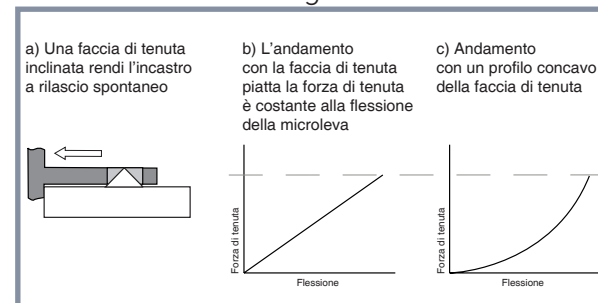 a) Una faccia di tenuta
inclinata rendi l'incastro
a rilascio spontaneo
b) L'andamento
con la faccia di tenuta
piatta la forza di tenuta
è costante alla flessione
della microleva
c) Andamento
con un profilo concavo
della faccia di tenuta
Forza di tenuta
Flessione
Forza di tenuta
Flessione